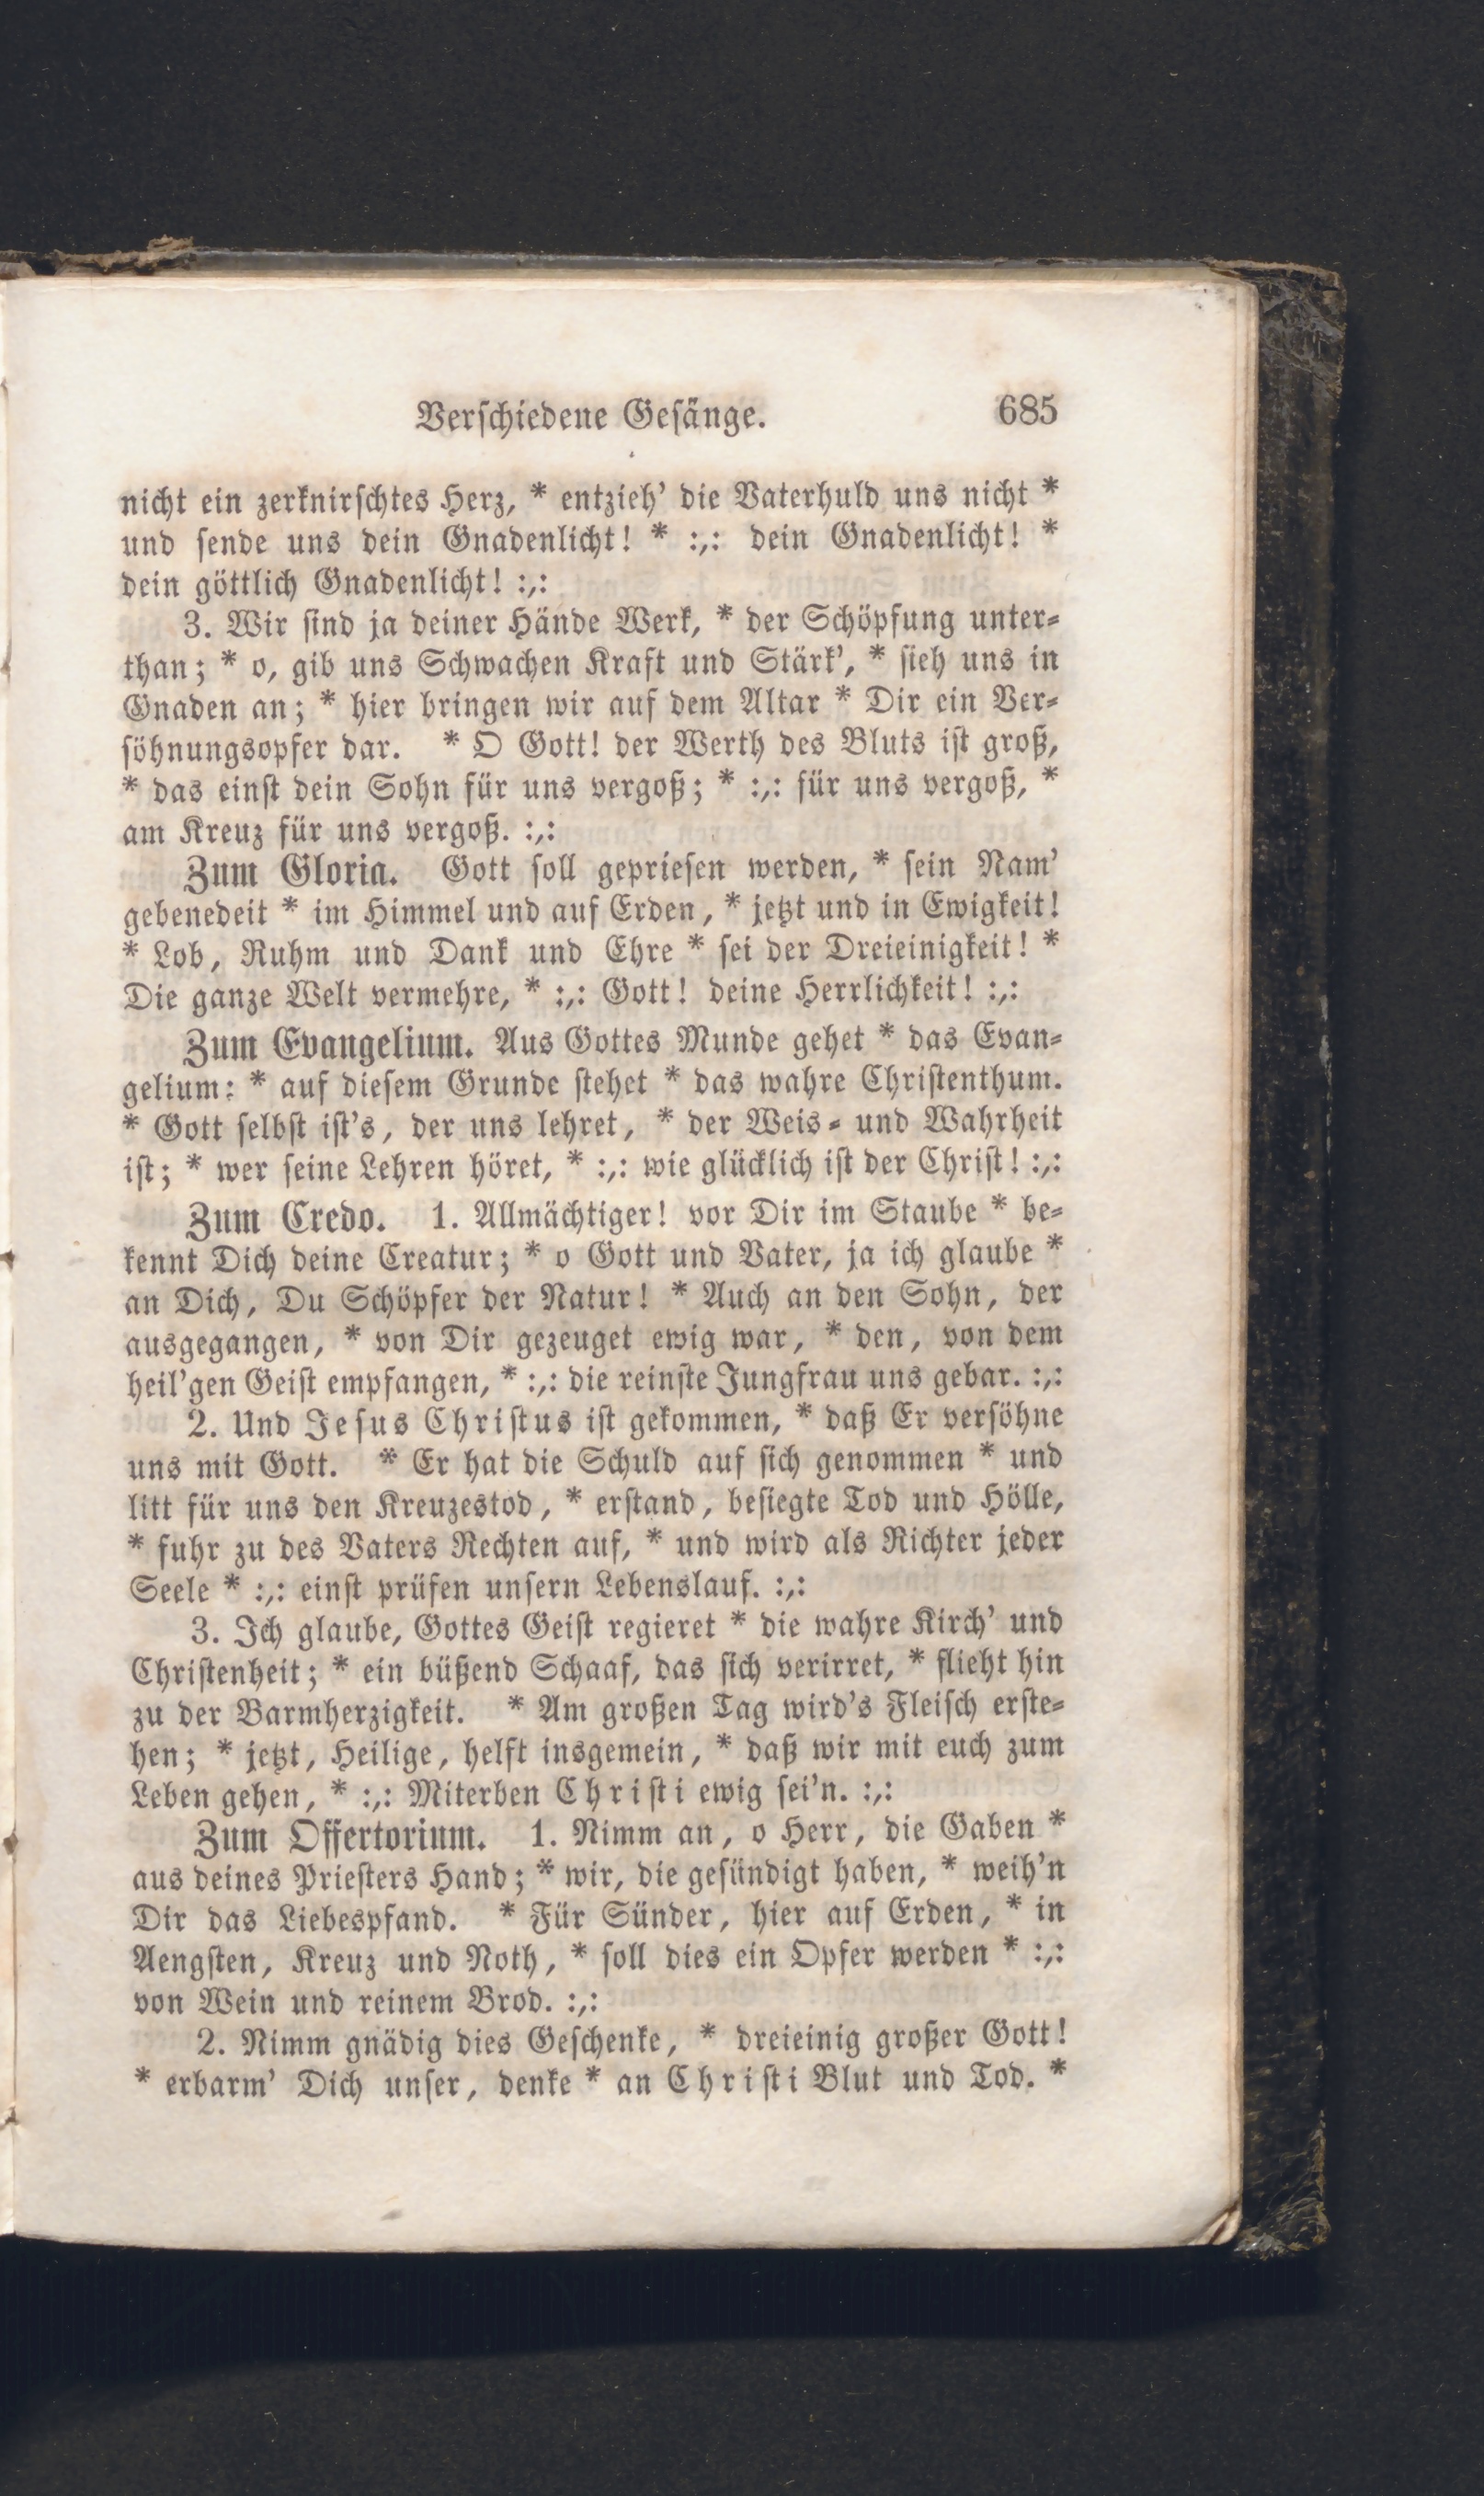 Verſchiedene Geſänge. 685
nicht ein zerknirſchtes Herz, * entzieh’ die Vaterhuld uns nicht *
und ſende uns dein Gnadenlicht! * :,: dein Gnadenlicht! *
dein göttlich Gnadenlicht! :,:
3. Wir ſind ja deiner Hände Werk, * der Schöpfung unter-
than; * o, gib uns Schwachen Kraft und Stärk’, * ſieh uns in
Gnaden an; * hier bringen wir auf dem Altar * Dir ein Ver-
ſöhnungsopfer dar. * O Gott! der Werth des Bluts iſt groß,
* das einſt dein Sohn für uns vergoß; * :,: für uns vergoß, *
am Kreuz für uns vergoß. :,:
Zum Gloria. Gott ſoll geprieſen werden, * ſein Nam’
gebenedeit * im Himmel und auf Erden, * jetzt und in Ewigkeit!
* Lob, Ruhm und Dank und Ehre * ſei der Dreieinigkeit! *
Die ganze Welt vermehre, * :,: Gott! deine Herrlichkeit! :,:
Zum Evangelium. Aus Gottes Munde gehet * das Evan-
gelium: * auf dieſem Grunde ſtehet * das wahre Chriſtenthum.
* Gott ſelbſt iſt’s, der uns lehret, * der Weis- und Wahrheit
iſt; * wer ſeine Lehren höret, * :,: wie glücklich iſt der Chriſt! :,:
Zum Credo. 1. Allmächtiger! vor Dir im Staube * be-
kennt Dich deine Creatur; * o Gott und Vater, ja ich glaube *
an Dich, Du Schöpfer der Natur! * Auch an den Sohn, der
ausgegangen, * von Dir gezeuget ewig war, * den, von dem
heil’gen Geiſt empfangen, * :,: die reinſte Jungfrau uns gebar. :,:
2. Und Jeſus Chriſtus iſt gekommen, * daß Er verſöhne
uns mit Gott. * Er hat die Schuld auf ſich genommen * und
litt für uns den Kreuzestod, * erſtand, beſiegte Tod und Hölle,
* fuhr zu des Vaters Rechten auf, * und wird als Richter jeder
Seele * :,: einſt prüfen unſern Lebenslauf. :,:
3. Ich glaube, Gottes Geiſt regieret * die wahre Kirch’ und
Chriſtenheit; * ein büßend Schaaf, das ſich verirret, * flieht hin
zu der Barmherzigkeit. * Am großen Tag wird’s Fleiſch erſte-
hen; * jetzt, Heilige, helft insgemein, * daß wir mit euch zum
Leben gehen, * :,: Miterben Chriſti ewig ſei’n. :,:
Zum Offertorium. 1. Nimm an, o Herr, die Gaben *
aus deines Prieſters Hand; * wir, die geſündigt haben, * weih’n
Dir das Liebespfand. * Für Sünder, hier auf Erden, * in
Aengſten, Kreuz und Noth, * ſoll dies ein Opfer werden * :,:
von Wein und reinem Brod. :,:
2. Nimm gnädig dies Geſchenke, * dreieinig großer Gott!
* erbarm’ Dich unſer, denke * an Chriſti Blut und Tod. *